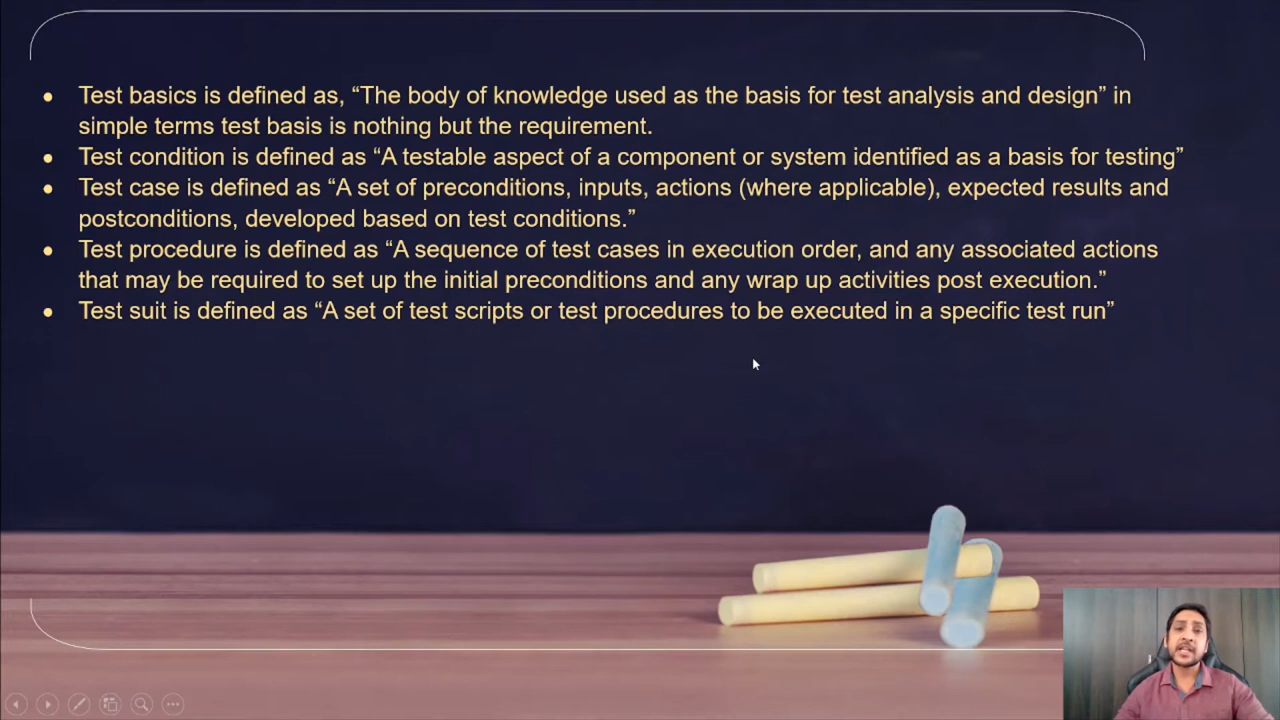 ● Test basics is defined as, “The body of knowledge used as the basis for test analysis and design” in
simple terms test basis is nothing but the requirement.
● Test condition is defined as “A testable aspect of a component or system identified as a basis for testing”
● Test case is defined as “A set of preconditions, inputs, actions (where applicable), expected results and
postconditions, developed based on test conditions.”
● Test procedure is defined as “A sequence of test cases in execution order, and any associated actions
that may be required to set up the initial preconditions and any wrap up activities post execution.”
● Test suit is defined as “A set of test scripts or test procedures to be executed in a specific test run”